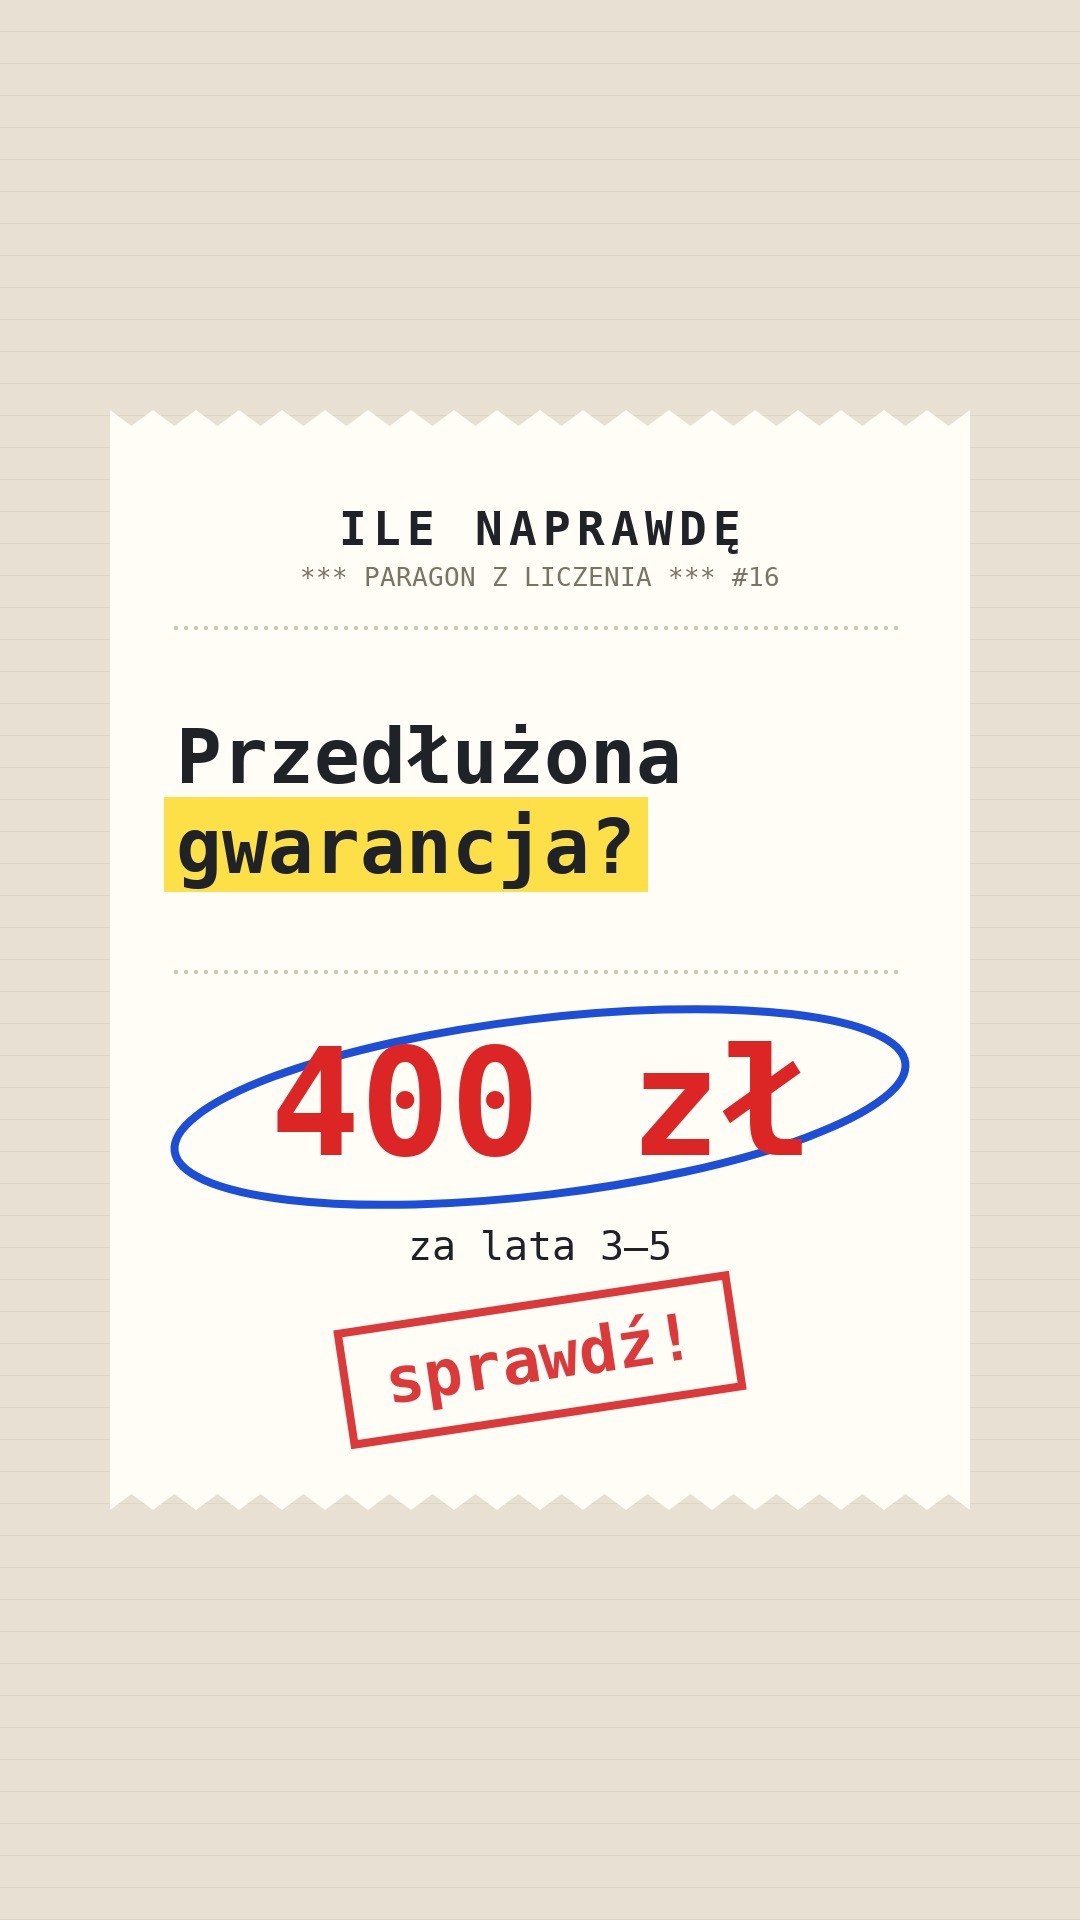 ILE NAPRAWDĘ
*** PARAGON Z LICZENIA *** #16
Przedłużona
gwarancja?
400 zł
za lata 3–5
sprawdź!